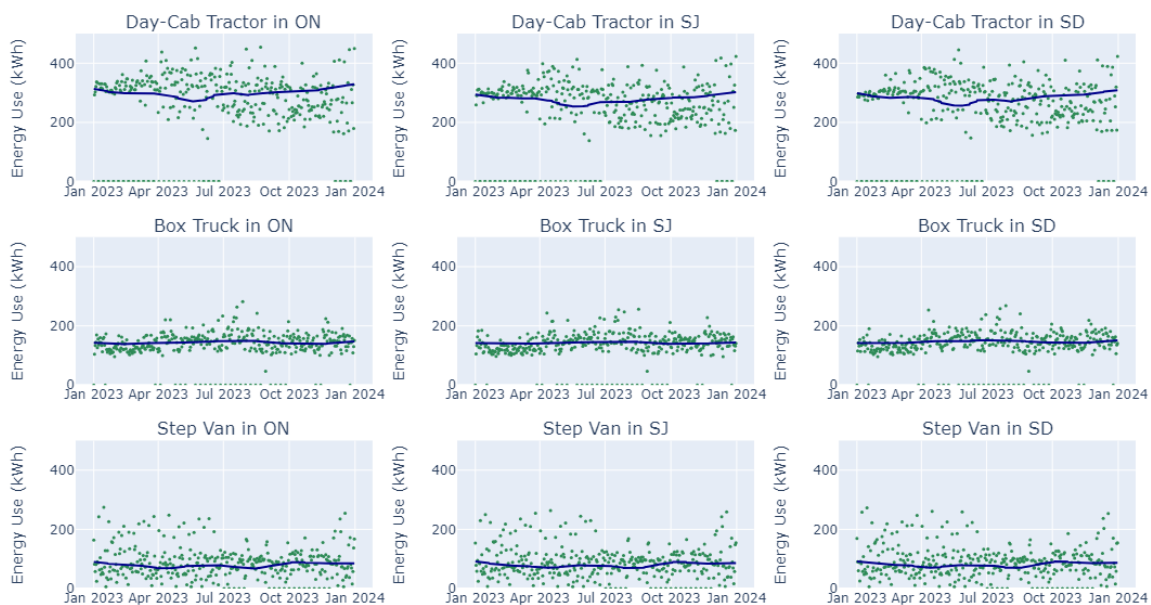 Day-Cab Tractor in ON
Day-Cab Tractor in SJ
Day-Cab Tractor in SD
Energy Use (kWh)
400
200
0
Jan 2023 Apr 2023 Jul 2023 Oct 2023 Jan 2024
Energy Use (kWh)
400
200
0
Jan 2023 Apr 2023 Jul 2023 Oct 2023 Jan 2024
Energy Use (kWh)
400
200
0
Jan 2023 Apr 2023 Jul 2023 Oct 2023 Jan 2024
Box Truck in ON
Box Truck in SJ
Box Truck in SD
Energy Use (kWh)
400
200
0
Jan 2023 Apr 2023 Jul 2023 Oct 2023 Jan 2024
Energy Use (kWh)
400
200
0
Jan 2023 Apr 2023 Jul 2023 Oct 2023 Jan 2024
Energy Use (kWh)
400
200
0
Jan 2023 Apr 2023 Jul 2023 Oct 2023 Jan 2024
Step Van in ON
Step Van in SJ
Step Van in SD
Energy Use (kWh)
400
200
0
Jan 2023 Apr 2023 Jul 2023 Oct 2023 Jan 2024
Energy Use (kWh)
400
200
0
Jan 2023 Apr 2023 Jul 2023 Oct 2023 Jan 2024
Energy Use (kWh)
400
200
0
Jan 2023 Apr 2023 Jul 2023 Oct 2023 Jan 2024